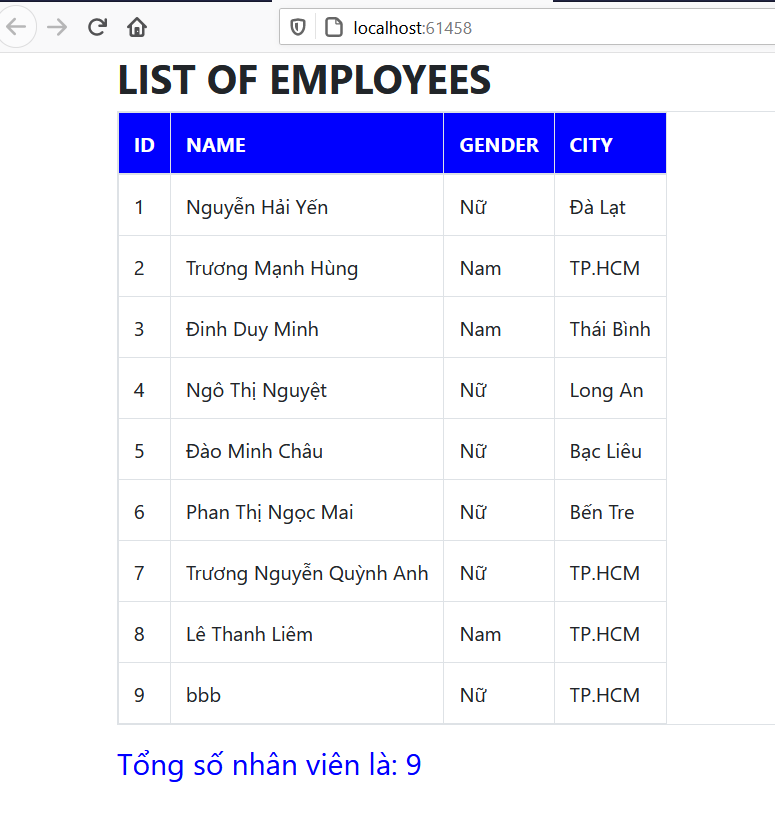 localhost:61458
LIST OF EMPLOYEES
ID NAME GENDER CITY
1 Nguyễn Hải Yến Nữ Đà Lạt
2 Trương Mạnh Hùng Nam TP.HCM
3 Đinh Duy Minh Nam Thái Bình
4 Ngô Thị Nguyệt Nữ Long An
5 Đào Minh Châu Nữ Bạc Liêu
6 Phan Thị Ngọc Mai Nữ Bến Tre
7 Trương Nguyễn Quỳnh Anh Nữ TP.HCM
8 Lê Thanh Liêm Nam TP.HCM
9 bbb Nữ TP.HCM
Tổng số nhân viên là: 9